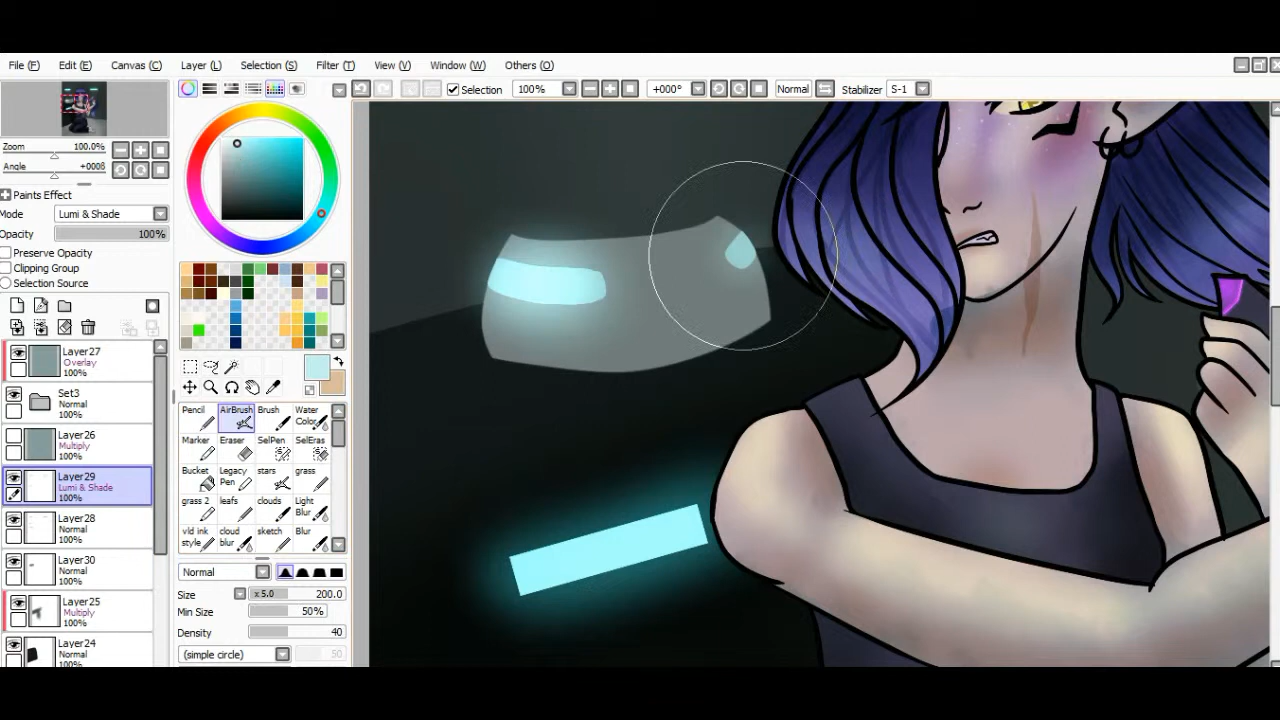 File (F) Edit (E) Canvas (C) Layer (L) Selection (S) Filter (T) View (V) Window (W) Others (O)
Selection 100% +000° Normal Stabilizer S-1
Zoom 100.0%
Angle +000ß
Paints Effect
Mode Lumi & Shade
Opacity 100%
Preserve Opacity
Clipping Group
Selection Source
Layer27
Overlay
100%
Set3
Normal
100%
Layer26
Multiply
100%
Layer29
Lumi & Shade
100%
Layer28
Normal
100%
Layer30
Normal
100%
Layer25
Multiply
100%
Layer24
Normal
100%
Pencil AirBrush Brush Water Color
Marker Eraser SelPen SelEras
Bucket Legacy Pen stars grass
grass 2 leafs clouds Light Blur
vld ink style cloud blur sketch Blur
Normal
Size x 5.0 200.0
Min Size 50%
Density 40
(simple circle) 50